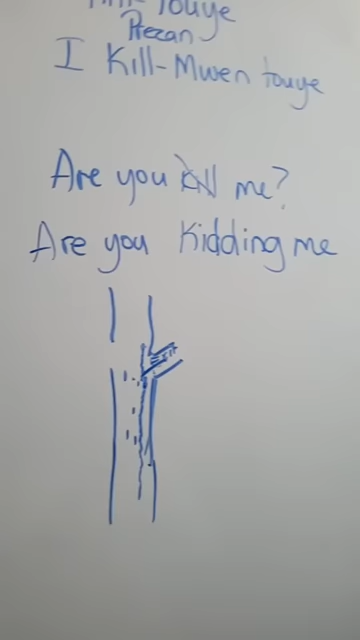 touye
Prezan
I Kill-Mwen touye
Are you kill me?
Are you Kidding me